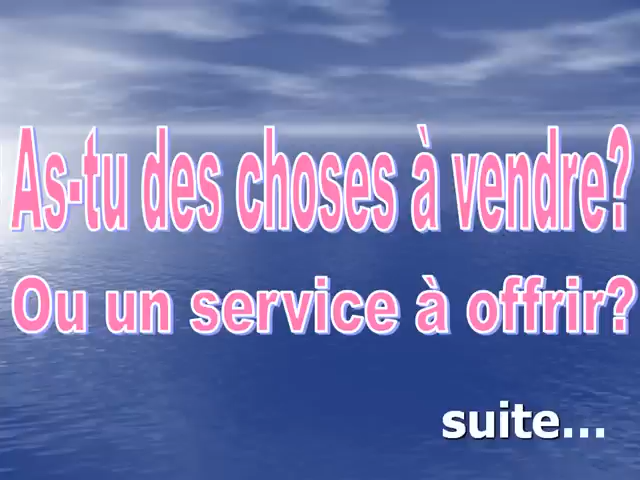 As-tu des choses à vendre?
Ou un service à offrir?
suite...